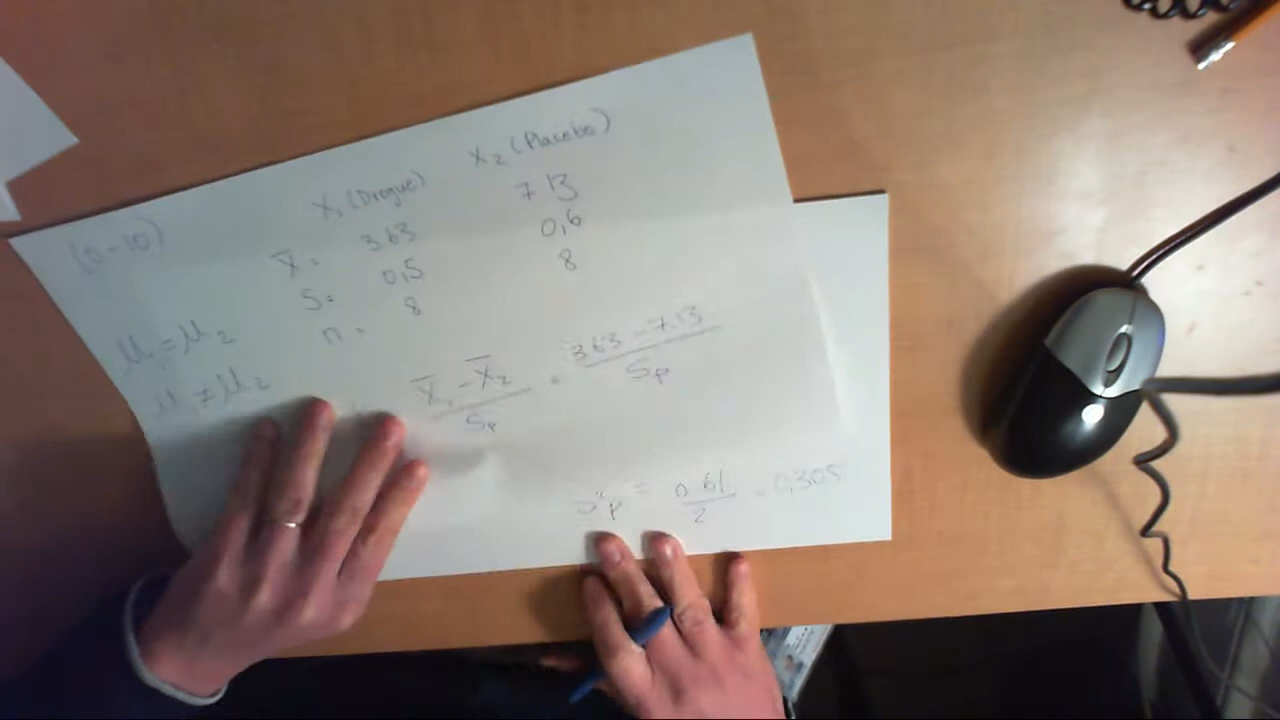 X₁ (Drogue) X₂ (Placebo)
(0-10)
X̄ = 3.63 7.13
S = 0,5 0,6
n = 8 8
μ₁ = μ₂
μ ≠ μ₂
X̄₁ - X̄₂ / Sₚ = 3.63 - 7.13 / Sₚ
S²ₚ = 0.61 / 2 = 0,305